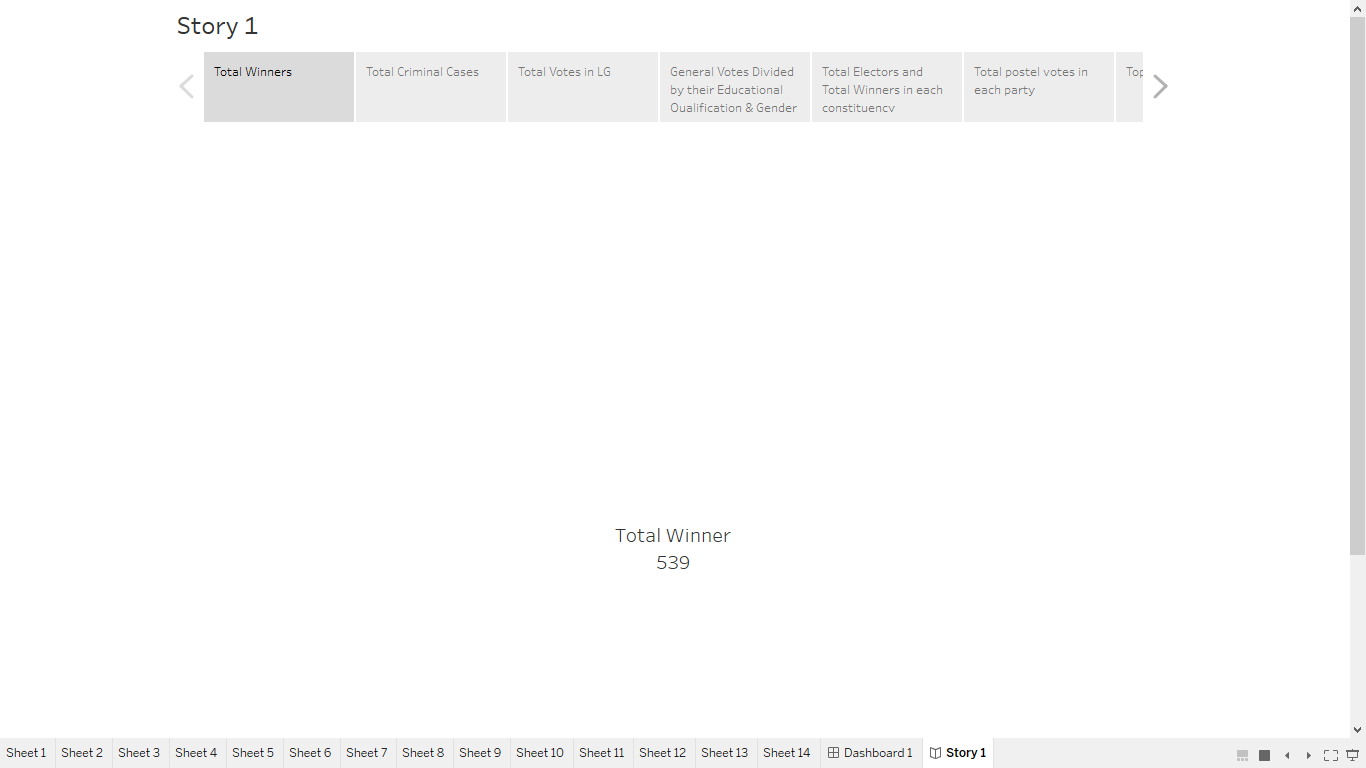 Story 1
Total Winners
Total Criminal Cases
Total Votes in LG
General Votes Divided
by their Educational
Qualification & Gender
Total Electors and
Total Winners in each
constituency
Total postel votes in
each party
Top
Total Winner
539
Sheet 1
Sheet 2
Sheet 3
Sheet 4
Sheet 5
Sheet 6
Sheet 7
Sheet 8
Sheet 9
Sheet 10
Sheet 11
Sheet 12
Sheet 13
Sheet 14
Dashboard 1
Story 1